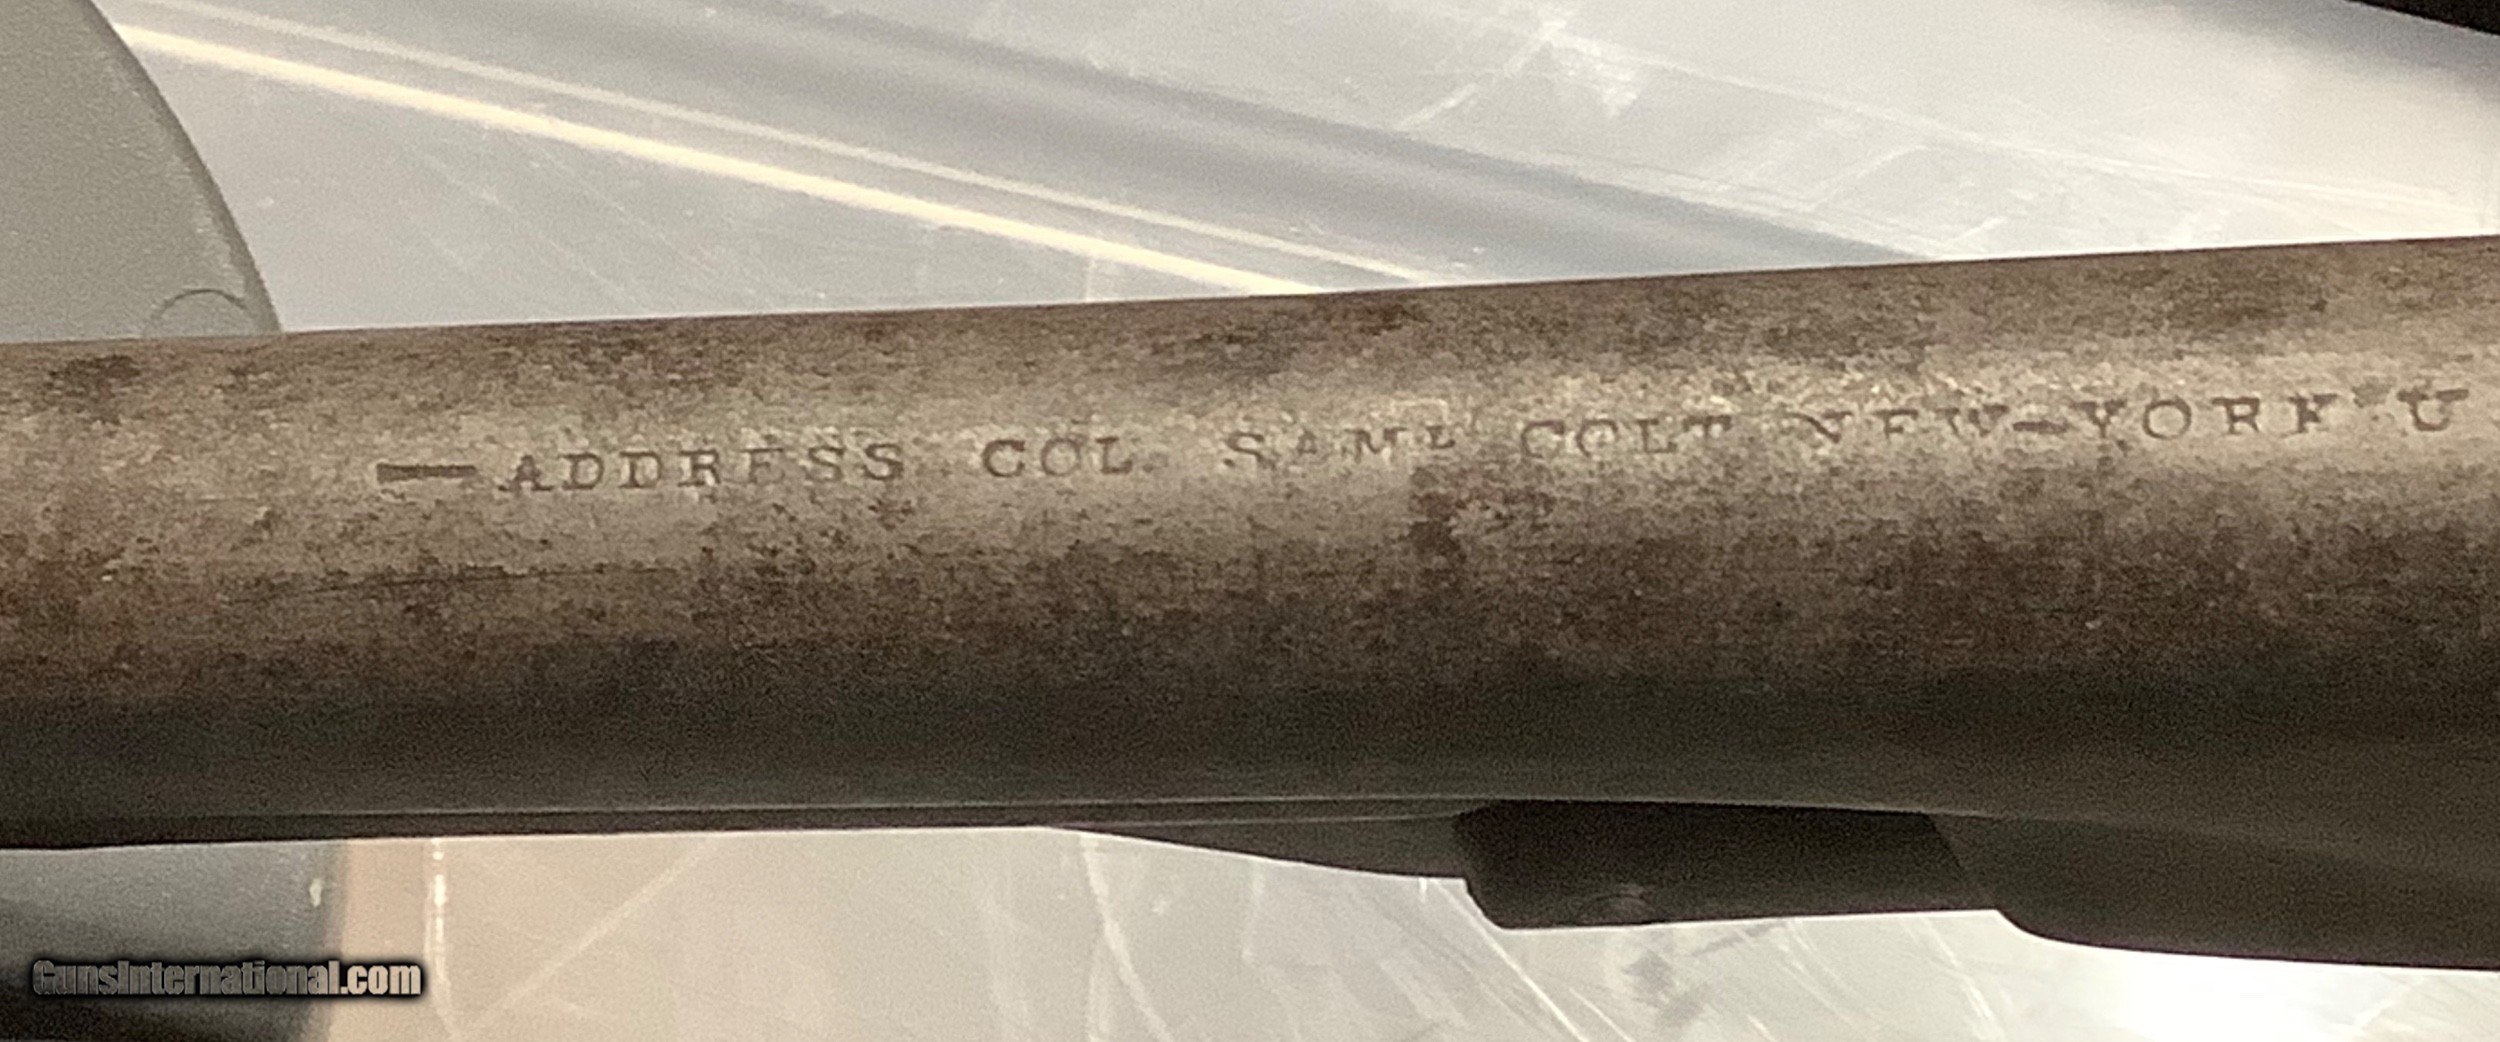 —ADDRESS COL. SAML COLT NEW-YORK U
GunsInternational.com